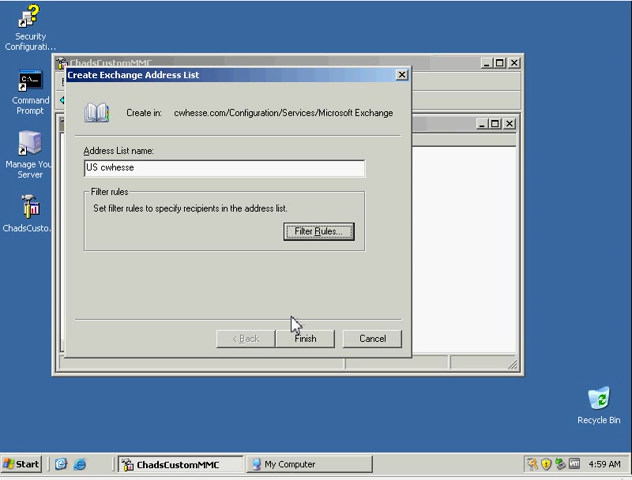 Security
Configurati...
Command
Prompt
Manage You
Server
ChadsCusto.
ChadsCustomMMC
Create Exchange Address List
Create in: cwhesse.com/Configuration/Services/Microsoft Exchange
Address List name:
US cwhesse
Filter rules
Set filter rules to specify recipients in the address list.
Filter Rules...
< Back
Finish
Cancel
Recycle Bin
Start
ChadsCustomMMC
My Computer
4:59 AM